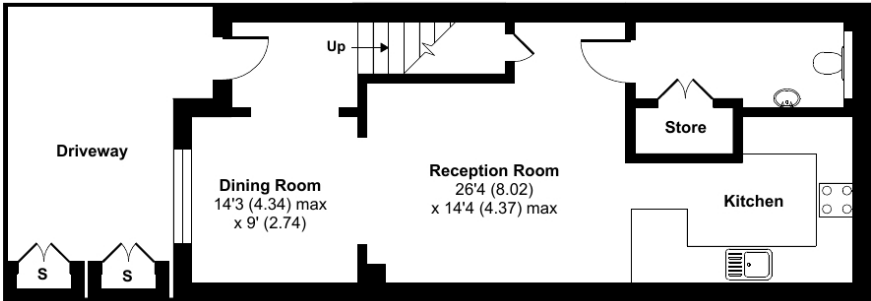 Up
Driveway
Dining Room
14'3 (4.34) max
x 9' (2.74)
Reception Room
26'4 (8.02)
x 14'4 (4.37) max
Store
Kitchen
S
S